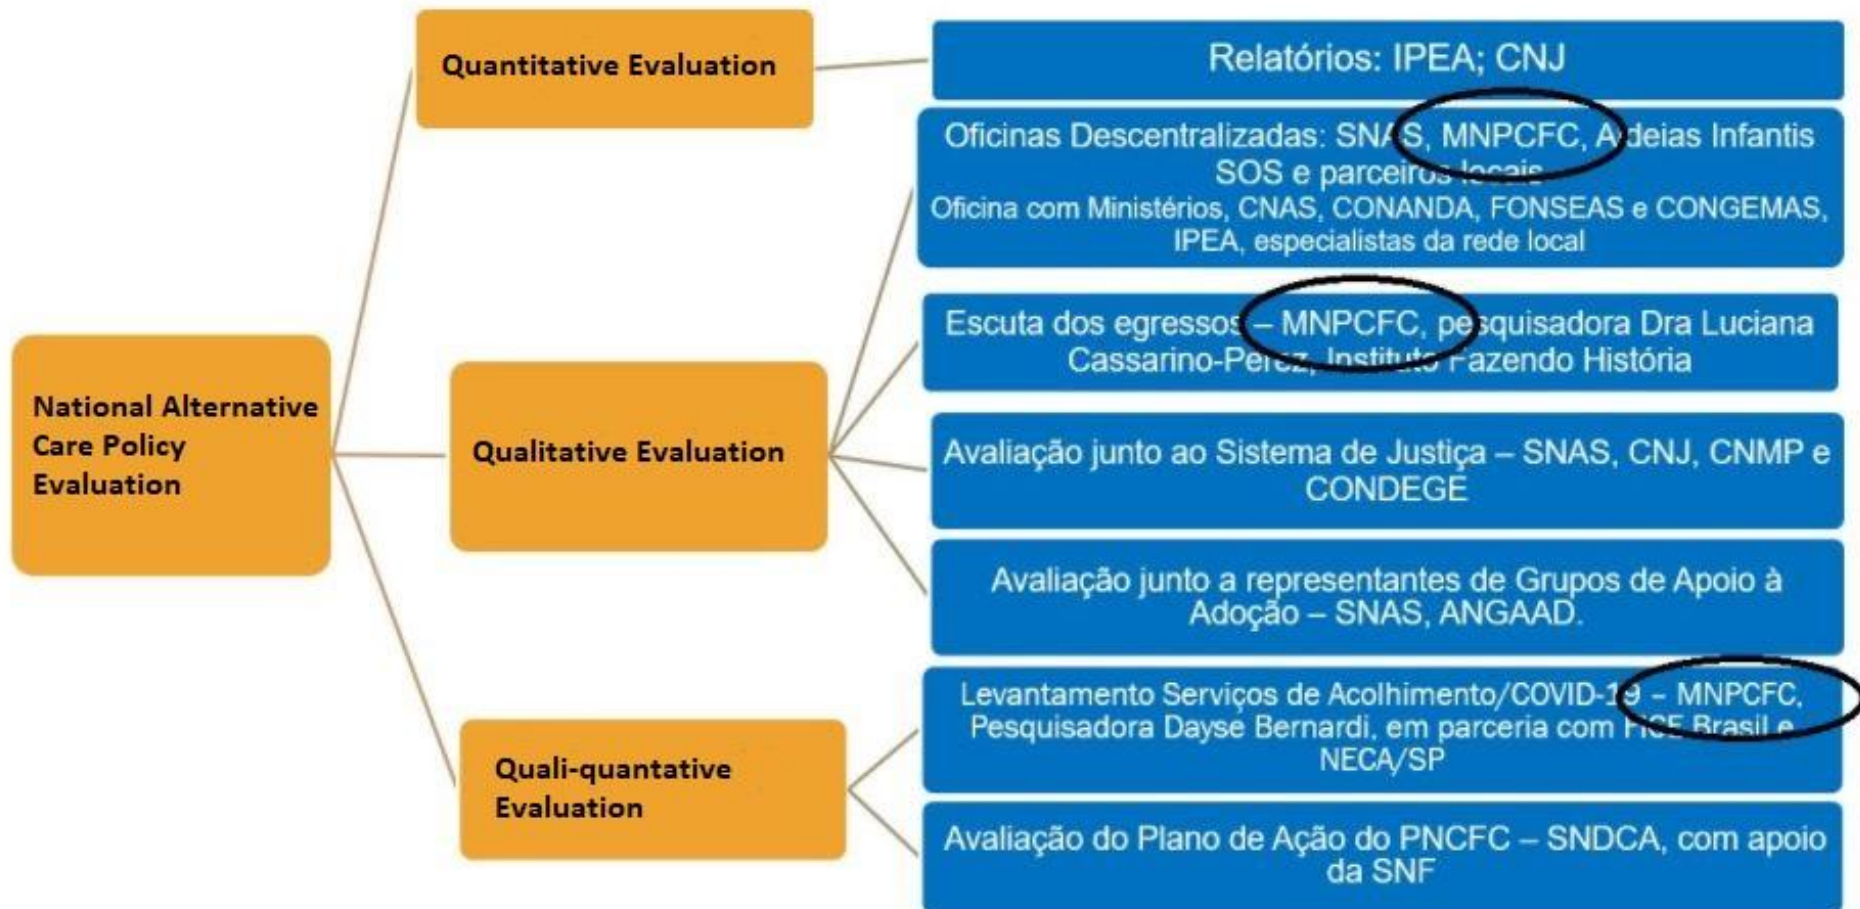 Quantitative Evaluation
Relatórios: IPEA; CNJ
Oficinas Descentralizadas: SNAS, MNPCFC, Aldeias Infantis
SOS e parceiros locais
Oficina com Ministérios, CNAS, CONANDA, FONSEAS e CONGEMAS,
IPEA, especialistas da rede local
Escuta dos egressos – MNPCFC, pesquisadora Dra Luciana
Cassarino-Perez, Instituto Fazendo História
National Alternative
Care Policy
Evaluation
Qualitative Evaluation
Avaliação junto ao Sistema de Justiça – SNAS, CNJ, CNMP e
CONDEGE
Avaliação junto a representantes de Grupos de Apoio à
Adoção – SNAS, ANGAAD.
Quali-quantative
Evaluation
Levantamento Serviços de Acolhimento/COVID-19 – MNPCFC,
Pesquisadora Dayse Bernardi, em parceria com FICE Brasil e
NECA/SP
Avaliação do Plano de Ação do PNCFC – SNDCA, com apoio
da SNF